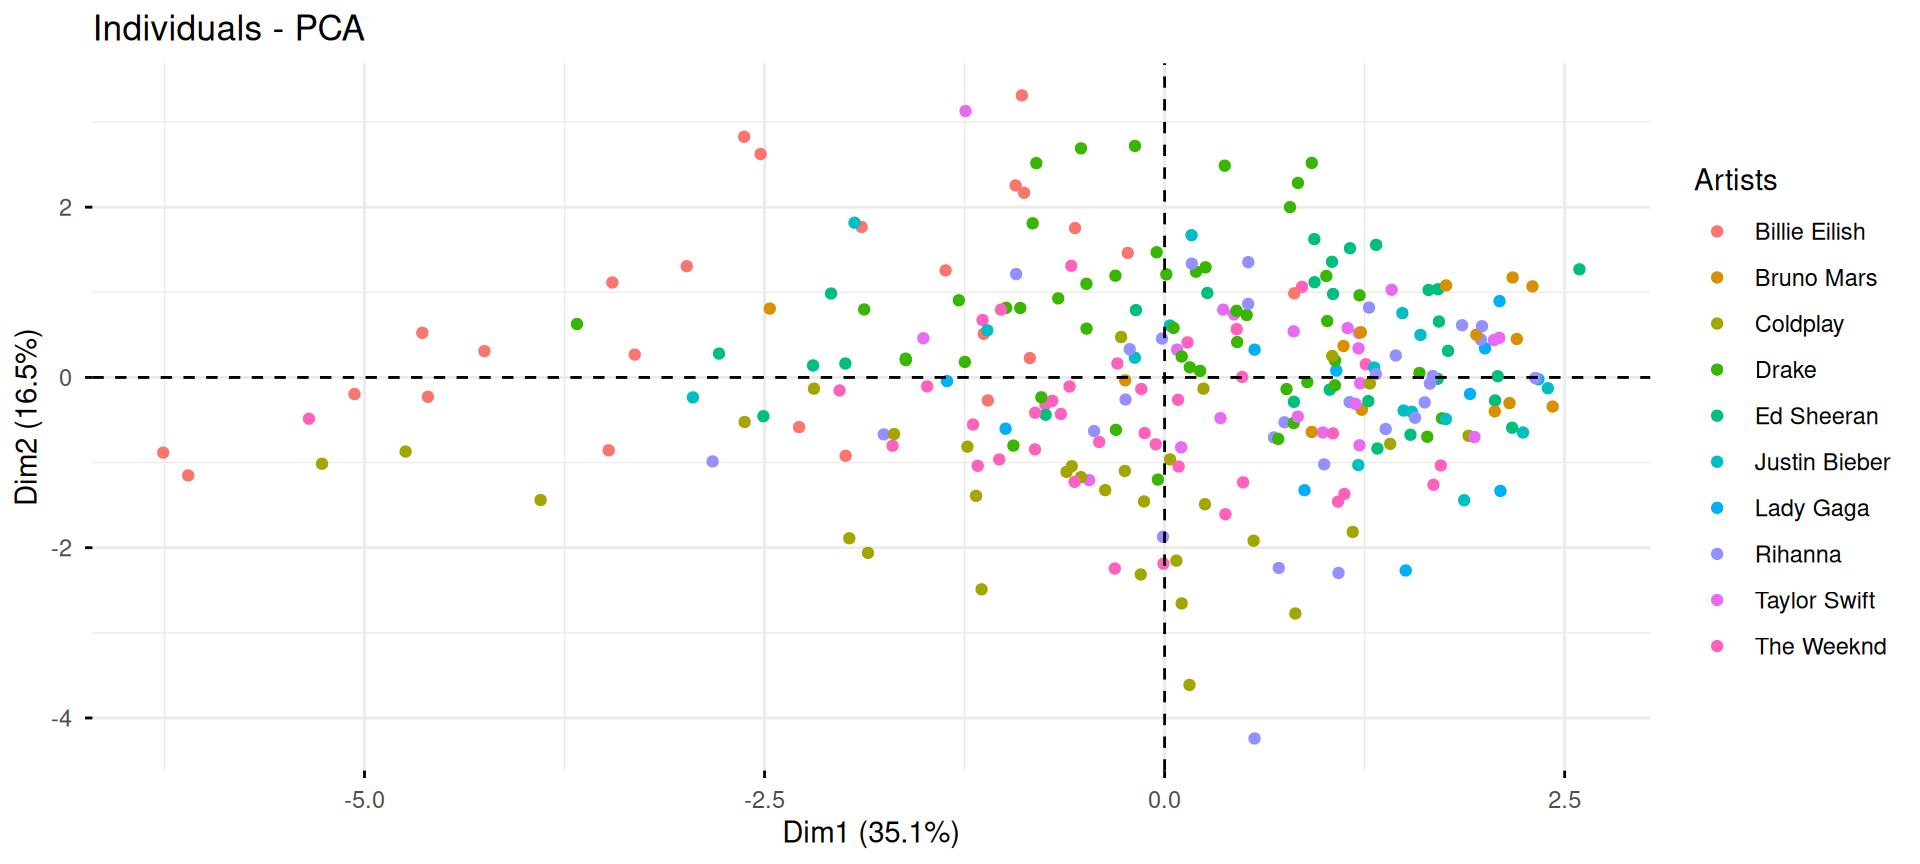 Individuals - PCA
Dim2 (16.5%)
2
0
-2
-4
-5.0
-2.5
0.0
2.5
Dim1 (35.1%)
Artists
Billie Eilish
Bruno Mars
Coldplay
Drake
Ed Sheeran
Justin Bieber
Lady Gaga
Rihanna
Taylor Swift
The Weeknd